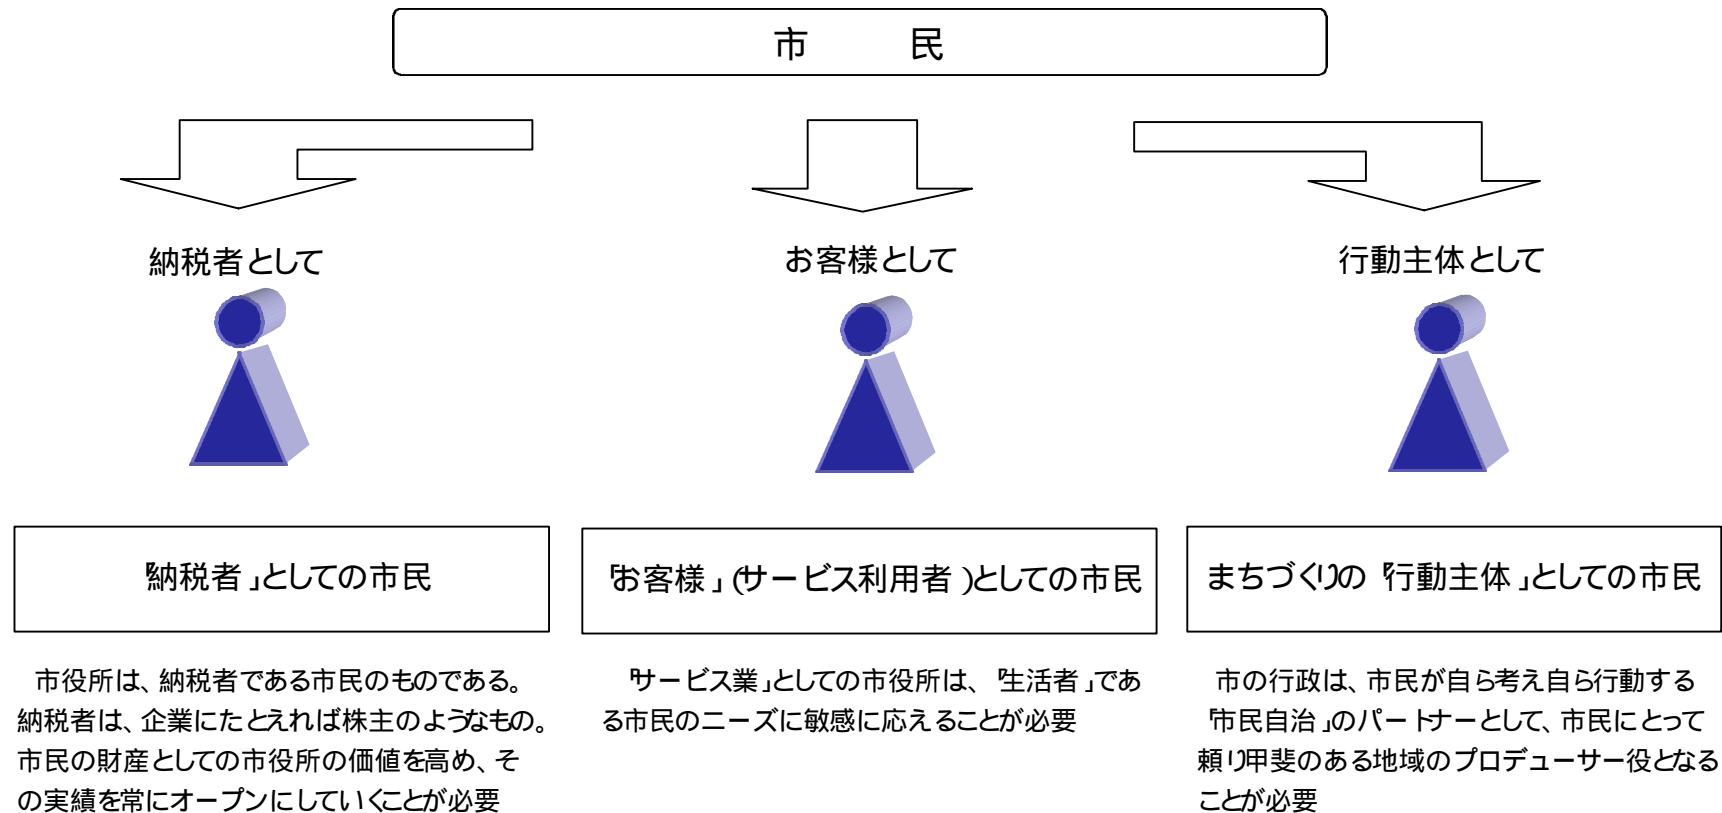 市　　民
納税者として
お客様として
行動主体として
「納税者」としての市民
「お客様」(サービス利用者)としての市民
まちづくりの「行動主体」としての市民
市役所は、納税者である市民のものである。
納税者は、企業にたとえれば株主のようなもの。
市民の財産としての市役所の価値を高め、そ
の実績を常にオープンにしていくことが必要
「サービス業」としての市役所は、「生活者」であ
る市民のニーズに敏感に応えることが必要
市の行政は、市民が自ら考え自ら行動する
「市民自治」のパートナーとして、市民にとって
頼り甲斐のある地域のプロデューサー役となる
ことが必要